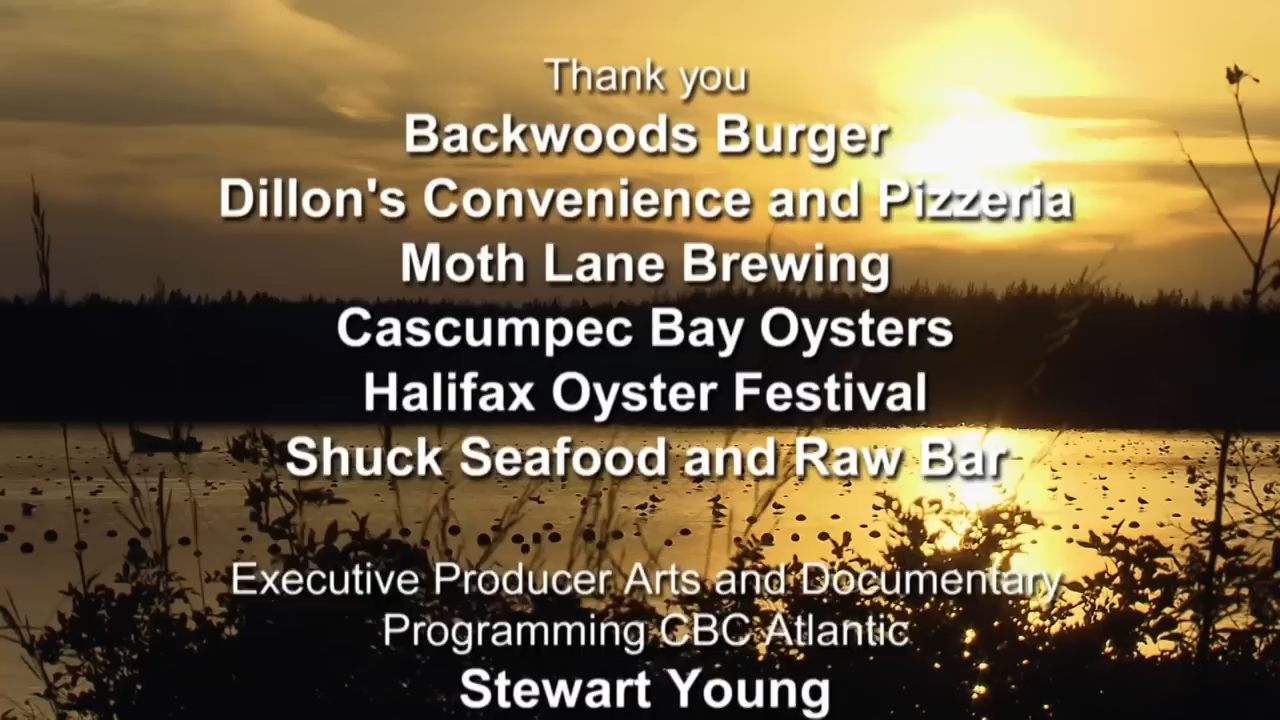 Thank you
Backwoods Burger
Dillon's Convenience and Pizzeria
Moth Lane Brewing
Cascumpec Bay Oysters
Halifax Oyster Festival
Shuck Seafood and Raw Bar
Executive Producer Arts and Documentary
Programming CBC Atlantic
Stewart Young